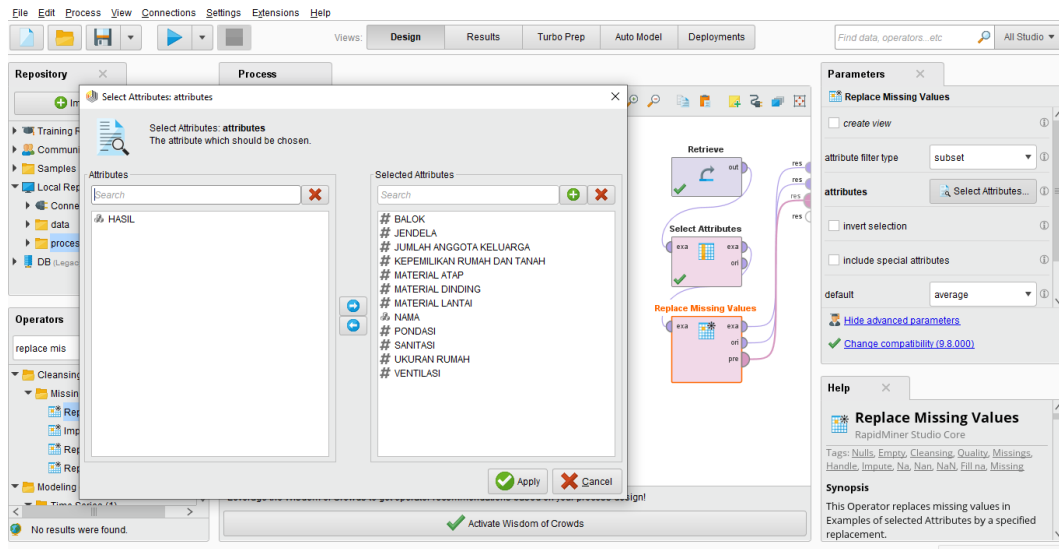 File Edit Process View Connections Settings Extensions Help
Views: Design Results Turbo Prep Auto Model Deployments
Find data, operators...etc
All Studio
Repository
Process
Parameters
Select Attributes: attributes
Select Attributes: attributes
The attribute which should be chosen.
Attributes
Search
HASIL
Selected Attributes
Search
BALOK
JENDELA
JUMLAH ANGGOTA KELUARGA
KEPEMILIKAN RUMAH DAN TANAH
MATERIAL ATAP
MATERIAL DINDING
MATERIAL LANTAI
NAMA
PONDASI
SANITASI
UKURAN RUMAH
VENTILASI
Apply
Cancel
Training
Samples
Local
data
DB
Operators
replace mis
Cleansing
Modeling
No results were found.
Activate Wisdom of Crowds
Retrieve
out
res
res
res
res
Select Attributes
exa exa
ori
Replace Missing Values
exa exa
ori
pre
Replace Missing Values
create view
attribute filter type subset
attributes Select Attributes...
invert selection
include special attributes
default average
Hide advanced parameters
Change compatibility (9.8.000)
Help
Replace Missing Values
RapidMiner Studio Core
Tags: Nulls, Empty, Cleansing, Quality, Missings,
Handle, Impute, Na, Nan, NaN, Fill na, Missing
Synopsis
This Operator replaces missing values in
Examples of selected Attributes by a specified
replacement.